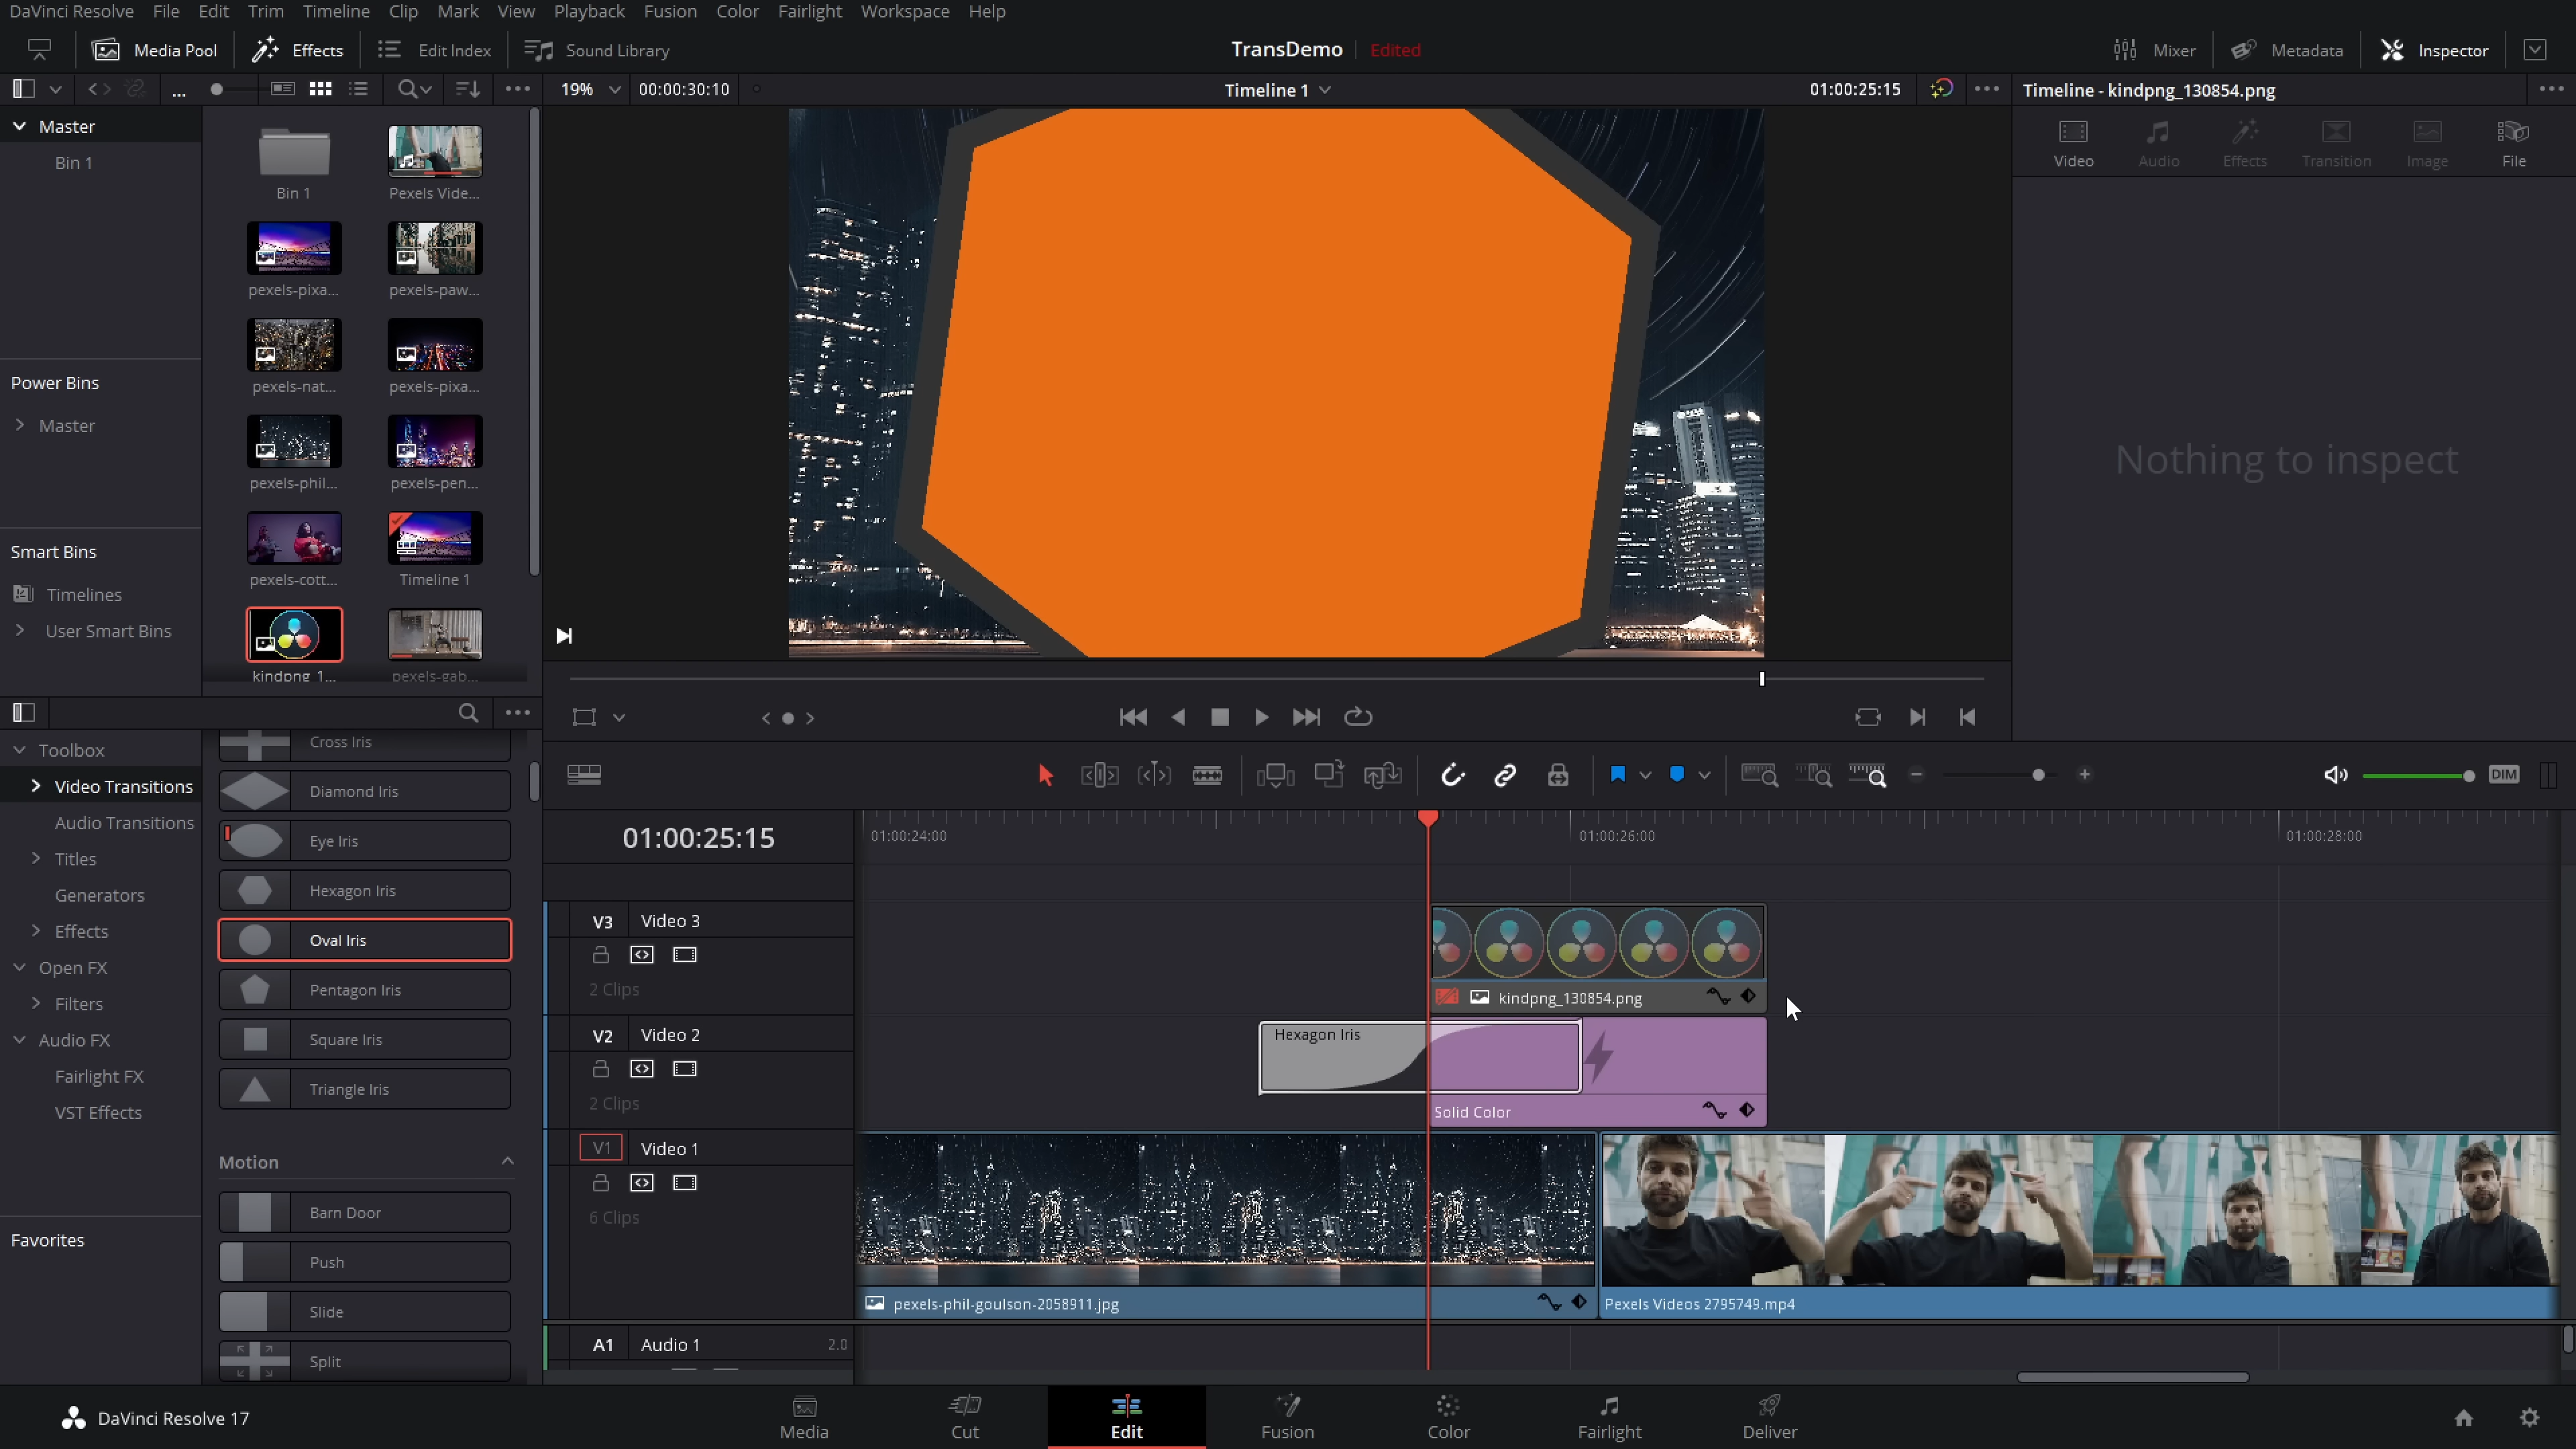 DaVinci Resolve File Edit Trim Timeline Clip Mark View Playback Fusion Color Fairlight Workspace Help
Media Pool Effects Edit Index Sound Library TransDemo Edited Mixer Metadata Inspector
... 19% 00:00:30:10 Timeline 1 01:00:25:15 Timeline - kindpng_130854.png
Master
Bin 1
Power Bins
Master
Smart Bins
Timelines
User Smart Bins
Bin 1 Pexels Vide...
pexels-pixa... pexels-paw...
pexels-nat... pexels-pixa...
pexels-phil... pexels-pen...
pexels-cott... Timeline 1
kindpng_1... pexels-gab...
Video Audio Effects Transition Image File
Nothing to inspect
Toolbox
Video Transitions
Audio Transitions
Titles
Generators
Effects
Open FX
Filters
Audio FX
Fairlight FX
VST Effects
Favorites
Cross Iris
Diamond Iris
Eye Iris
Hexagon Iris
Oval Iris
Pentagon Iris
Square Iris
Triangle Iris
Motion
Barn Door
Push
Slide
Split
DIM
01:00:25:15 01:00:24:00 01:00:26:00 01:00:28:00
V3 Video 3
2 Clips
kindpng_130854.png
V2 Video 2
2 Clips
Hexagon Iris
Solid Color
V1 Video 1
6 Clips
pexels-phil-goulson-2058911.jpg
Pexels Videos 2795749.mp4
A1 Audio 1 2.0
DaVinci Resolve 17
Media Cut Edit Fusion Color Fairlight Deliver